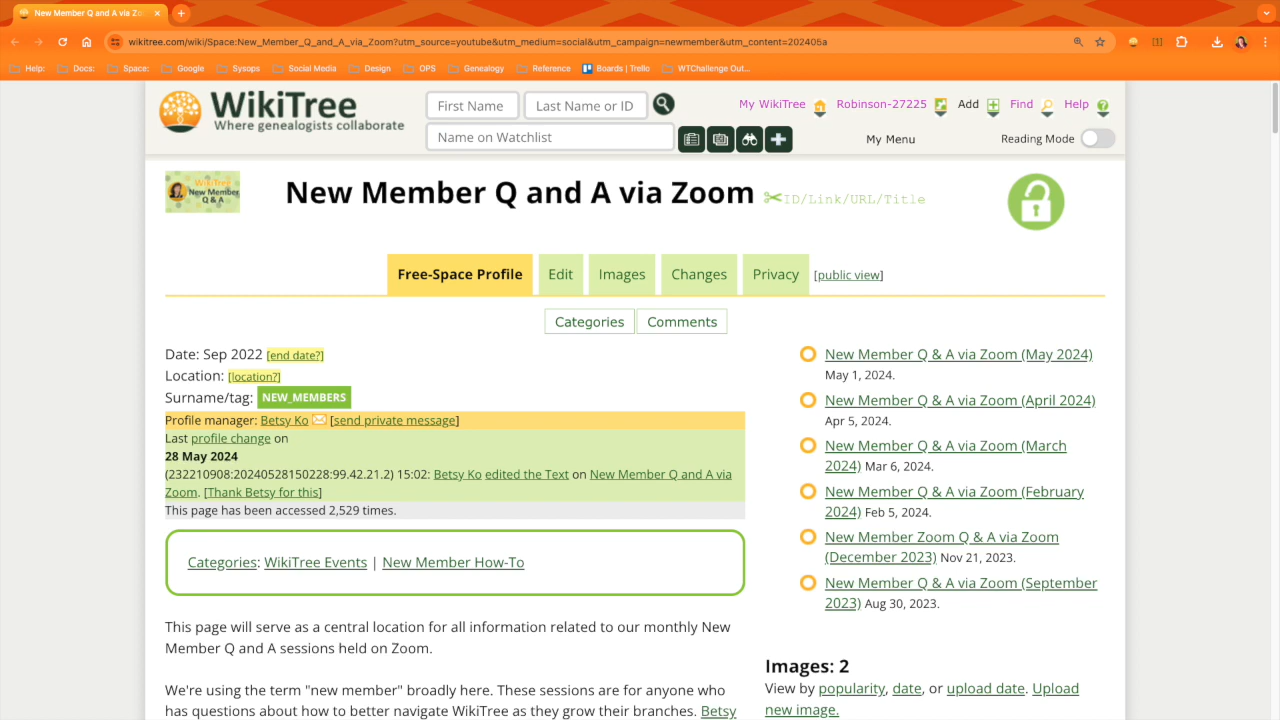 New Member Q and A via Zo
wikitree.com/wiki/Space:New_Member_Q_and_A_via_Zoom?utm_source=youtube&utm_medium=social&utm_campaign=newmember&utm_content=202405a
Help: Docs: Space: Google Sysops Social Media Design OPS Genealogy Reference Boards | Trello WTChallenge Out...
WikiTree
Where genealogists collaborate
First Name Last Name or ID
My WikiTree Robinson-27225 Add Find Help
Name on Watchlist
My Menu Reading Mode
WikiTree
New Member
Q & A
New Member Q and A via Zoom ID/Link/URL/Title
Free-Space Profile Edit Images Changes Privacy [public view]
Categories Comments
Date: Sep 2022 [end date?]
Location: [location?]
Surname/tag: NEW_MEMBERS
Profile manager: Betsy Ko [send private message]
Last profile change on
28 May 2024
(232210908:20240528150228:99.42.21.2) 15:02: Betsy Ko edited the Text on New Member Q and A via
Zoom. [Thank Betsy for this]
This page has been accessed 2,529 times.
Categories: WikiTree Events | New Member How-To
This page will serve as a central location for all information related to our monthly New
Member Q and A sessions held on Zoom.
We're using the term "new member" broadly here. These sessions are for anyone who
has questions about how to better navigate WikiTree as they grow their branches. Betsy
New Member Q & A via Zoom (May 2024)
May 1, 2024.
New Member Q & A via Zoom (April 2024)
Apr 5, 2024.
New Member Q & A via Zoom (March
2024) Mar 6, 2024.
New Member Q & A via Zoom (February
2024) Feb 5, 2024.
New Member Zoom Q & A via Zoom
(December 2023) Nov 21, 2023.
New Member Q & A via Zoom (September
2023) Aug 30, 2023.
Images: 2
View by popularity, date, or upload date. Upload
new image.